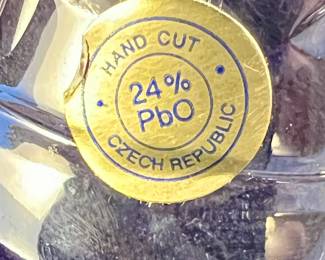 HAND CUT
24%
PbO
CZECH REPUBLIC